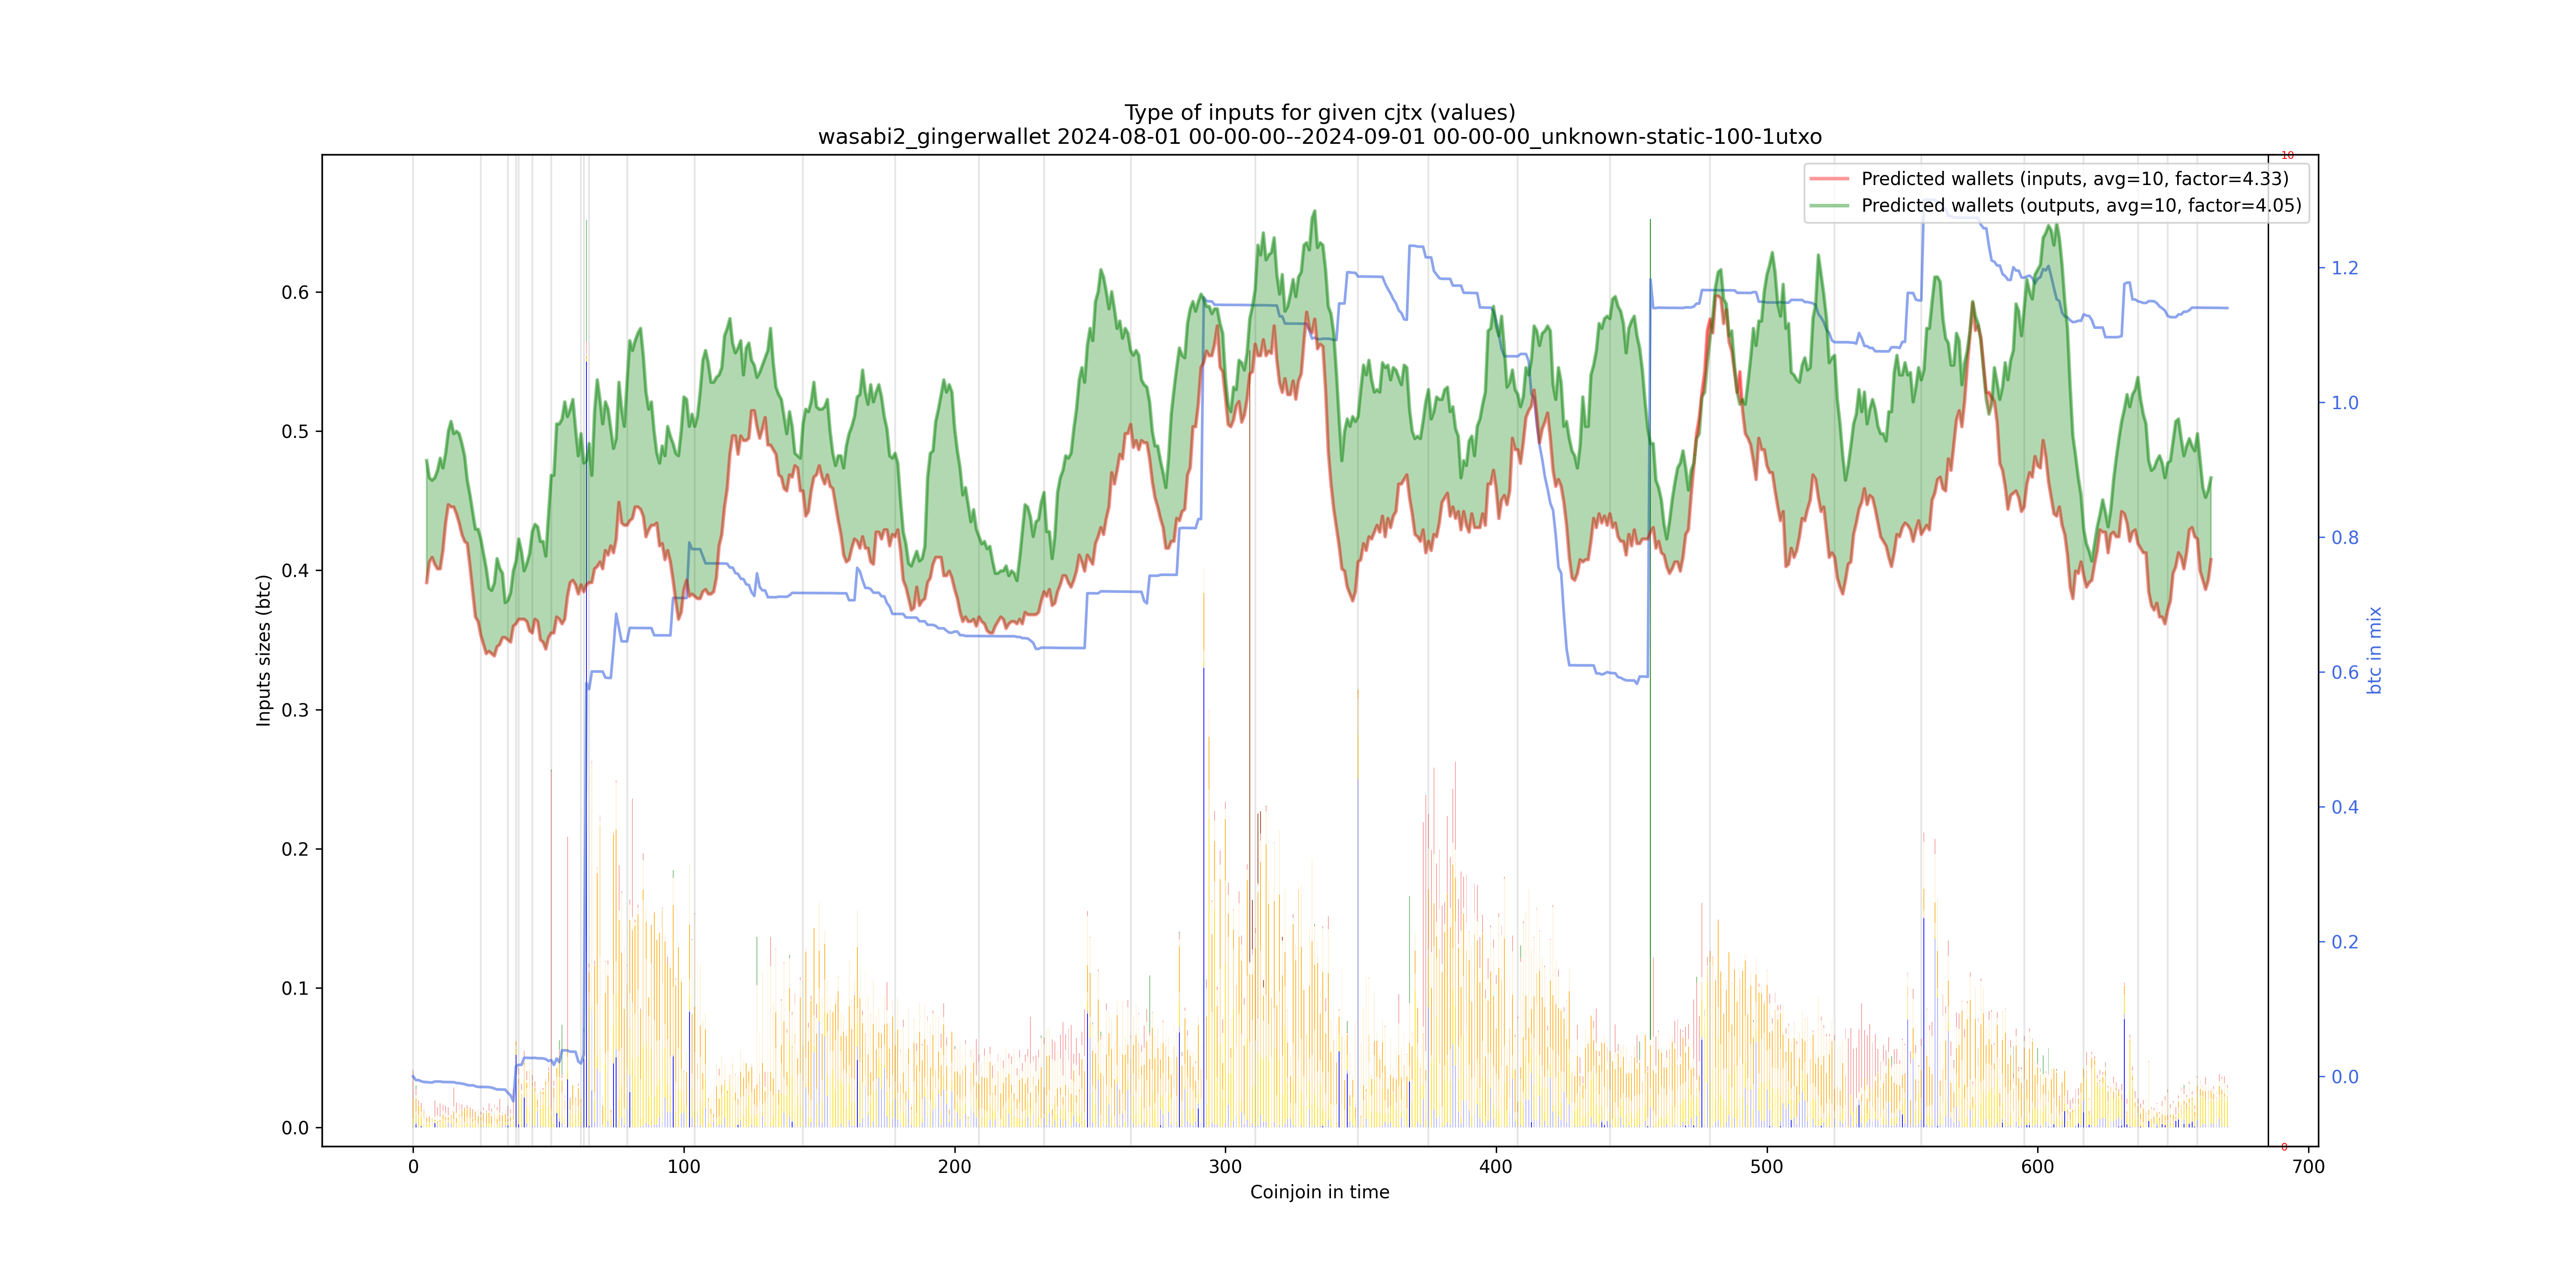 Type of inputs for given cjtx (values)
wasabi2_gingerwallet 2024-08-01 00-00-00--2024-09-01 00-00-00_unknown-static-100-1utxo
10
Predicted wallets (inputs, avg=10, factor=4.33)
Predicted wallets (outputs, avg=10, factor=4.05)
Inputs sizes (btc)
0.6
0.5
0.4
0.3
0.2
0.1
0.0
1.2
1.0
0.8
0.6
0.4
0.2
0.0
btc in mix
0
0 100 200 300 400 500 600 700
Coinjoin in time